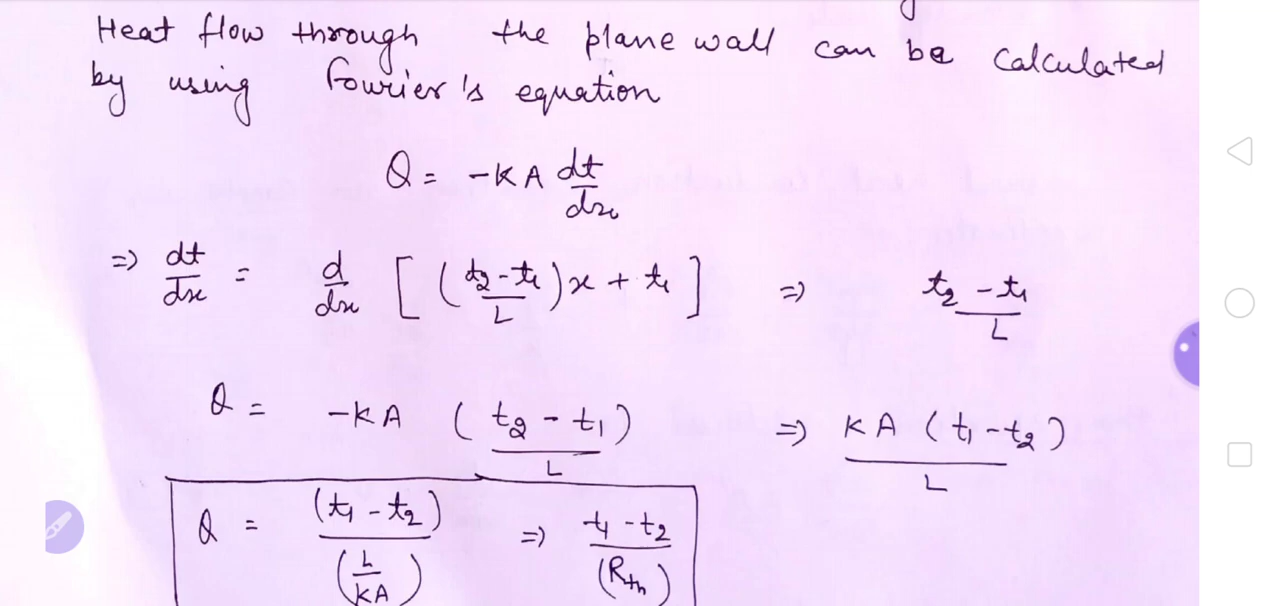 Heat flow through the plane wall can be calculated
by using Fourier's equation
Q = -KA dt/dx
=> dt/dx = d/dx [ ( t2-t1/L ) x + t1 ] => t2 - t1/L
Q = -KA (t2 - t1)/L => KA (t1 - t2)/L
Q = (t1 - t2)/(L/KA) => t1 - t2/(Rth)